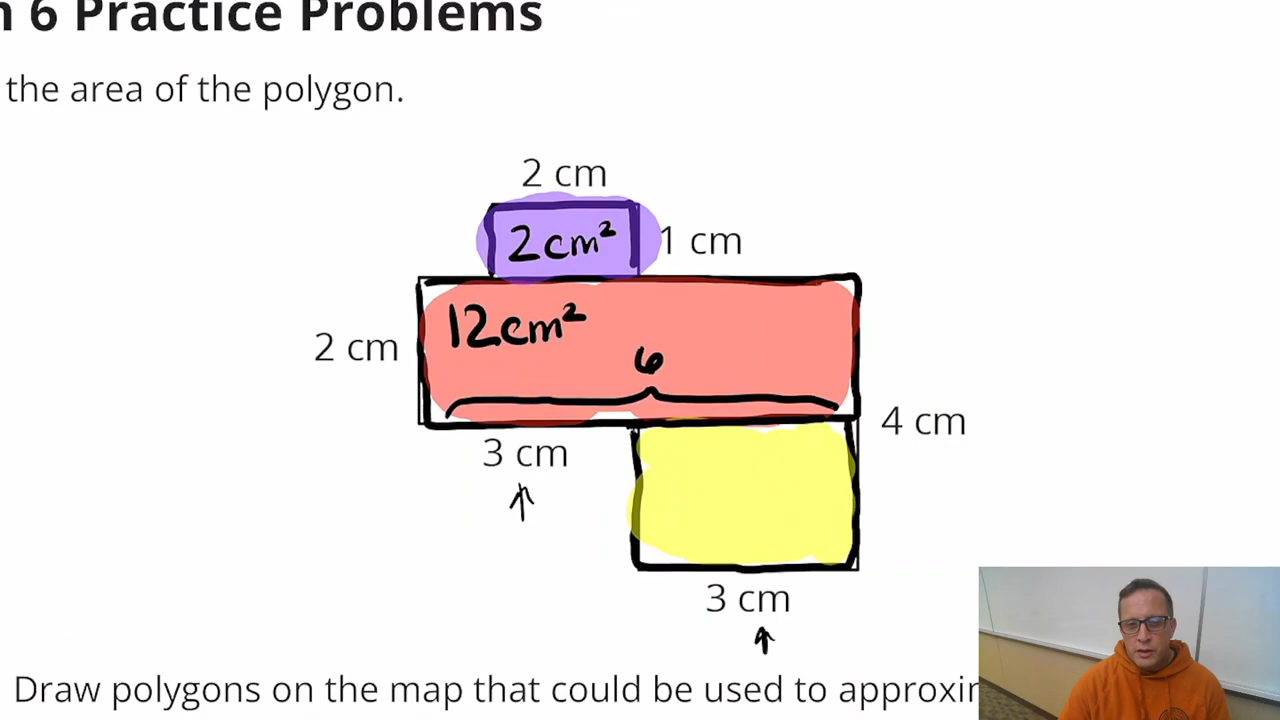 n 6 Practice Problems
the area of the polygon.
2 cm
2cm²
1 cm
12cm²
2 cm
6
3 cm
4 cm
3 cm
Draw polygons on the map that could be used to approxin